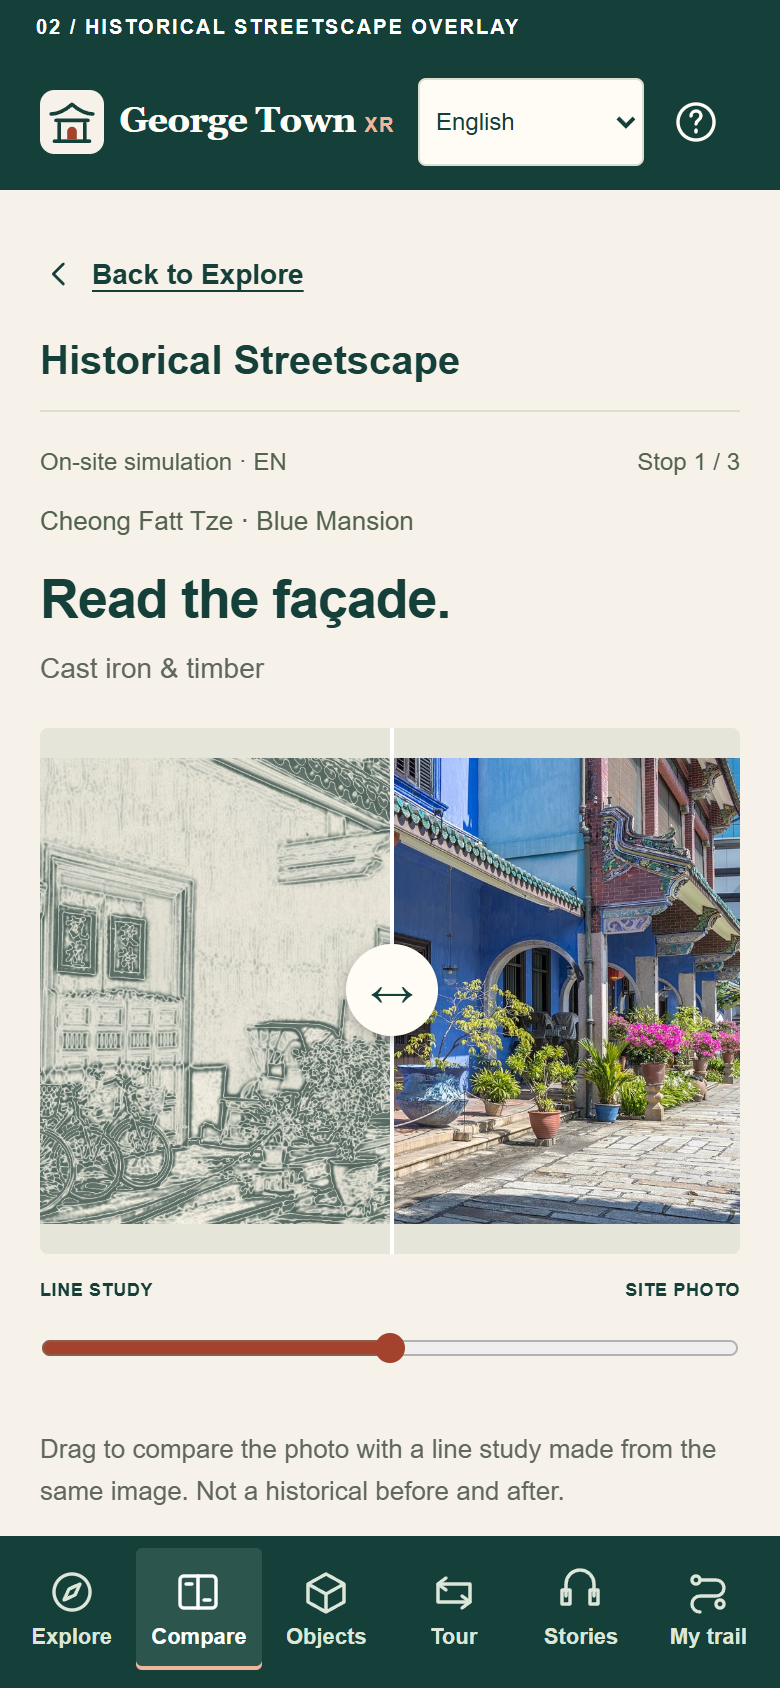 02 / HISTORICAL STREETSCAPE OVERLAY
George Town XR
English
Back to Explore
Historical Streetscape
On-site simulation · EN
Stop 1 / 3
Cheong Fatt Tze · Blue Mansion
Read the façade.
Cast iron & timber
LINE STUDY
SITE PHOTO
Drag to compare the photo with a line study made from the
same image. Not a historical before and after.
Explore
Compare
Objects
Tour
Stories
My trail